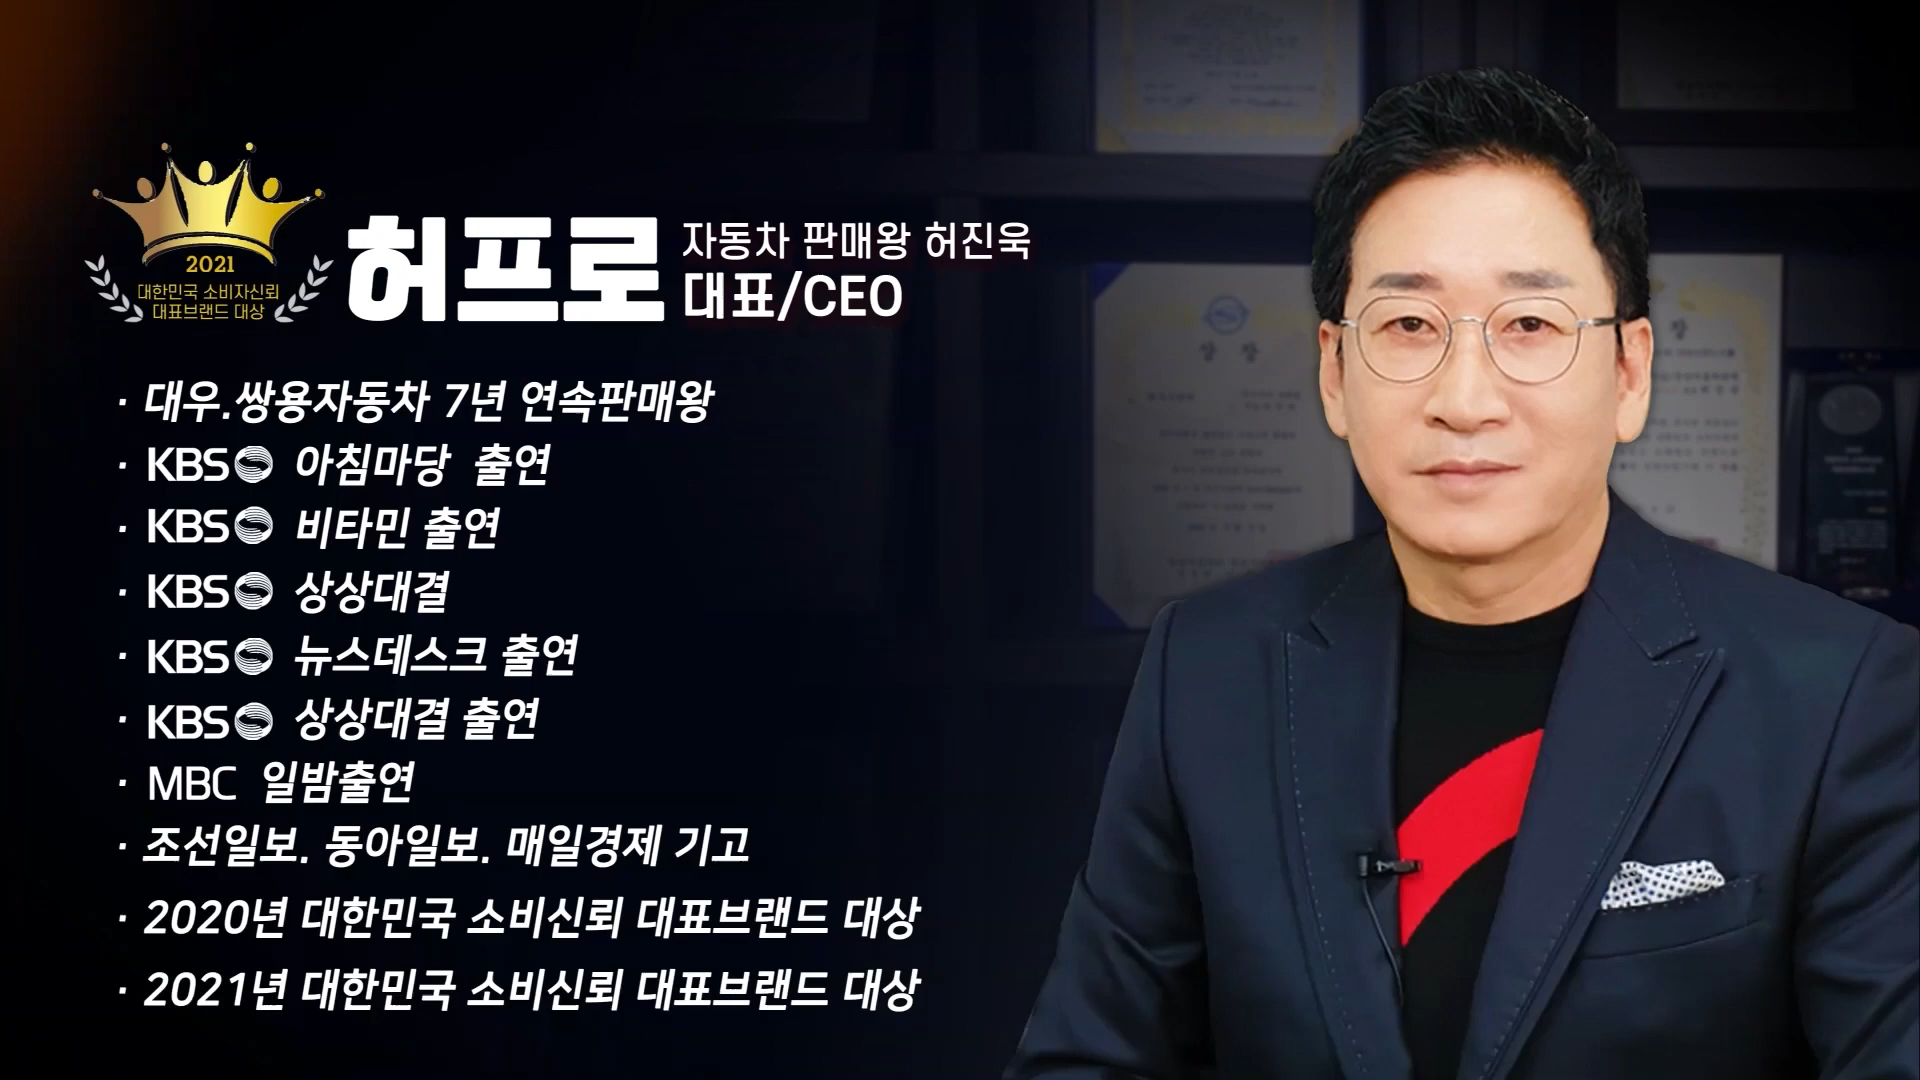 2021
대한민국 소비자신뢰
대표브랜드 대상
허프로
자동차 판매왕 허진욱
대표/CEO
· 대우.쌍용자동차 7년 연속판매왕
· KBS 아침마당 출연
· KBS 비타민 출연
· KBS 상상대결
· KBS 뉴스데스크 출연
· KBS 상상대결 출연
· MBC 일밤출연
· 조선일보. 동아일보. 매일경제 기고
· 2020년 대한민국 소비신뢰 대표브랜드 대상
· 2021년 대한민국 소비신뢰 대표브랜드 대상
상 장
장